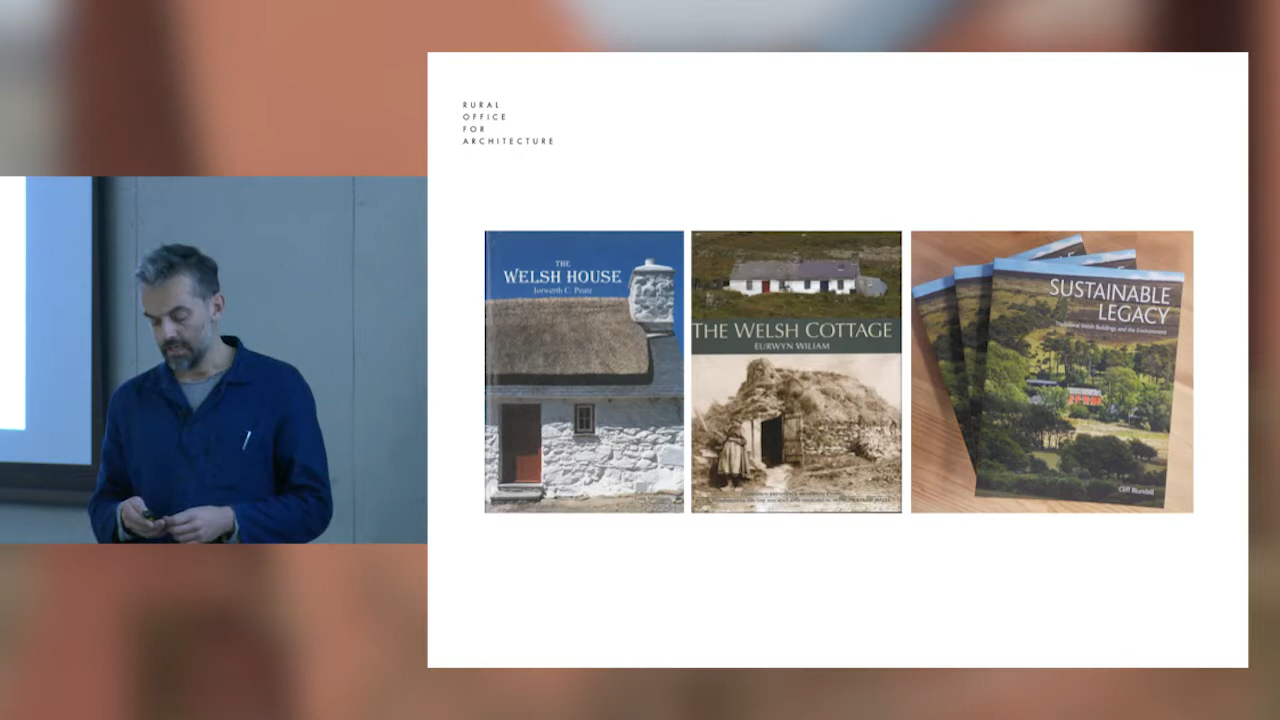 RURAL
OFFICE
FOR
ARCHITECTURE
THE
WELSH HOUSE
Iorwerth C. Peate
THE WELSH COTTAGE
EURWYN WILIAM
SUSTAINABLE
LEGACY
Traditional Welsh Buildings and the Environment
Cliff Blundell